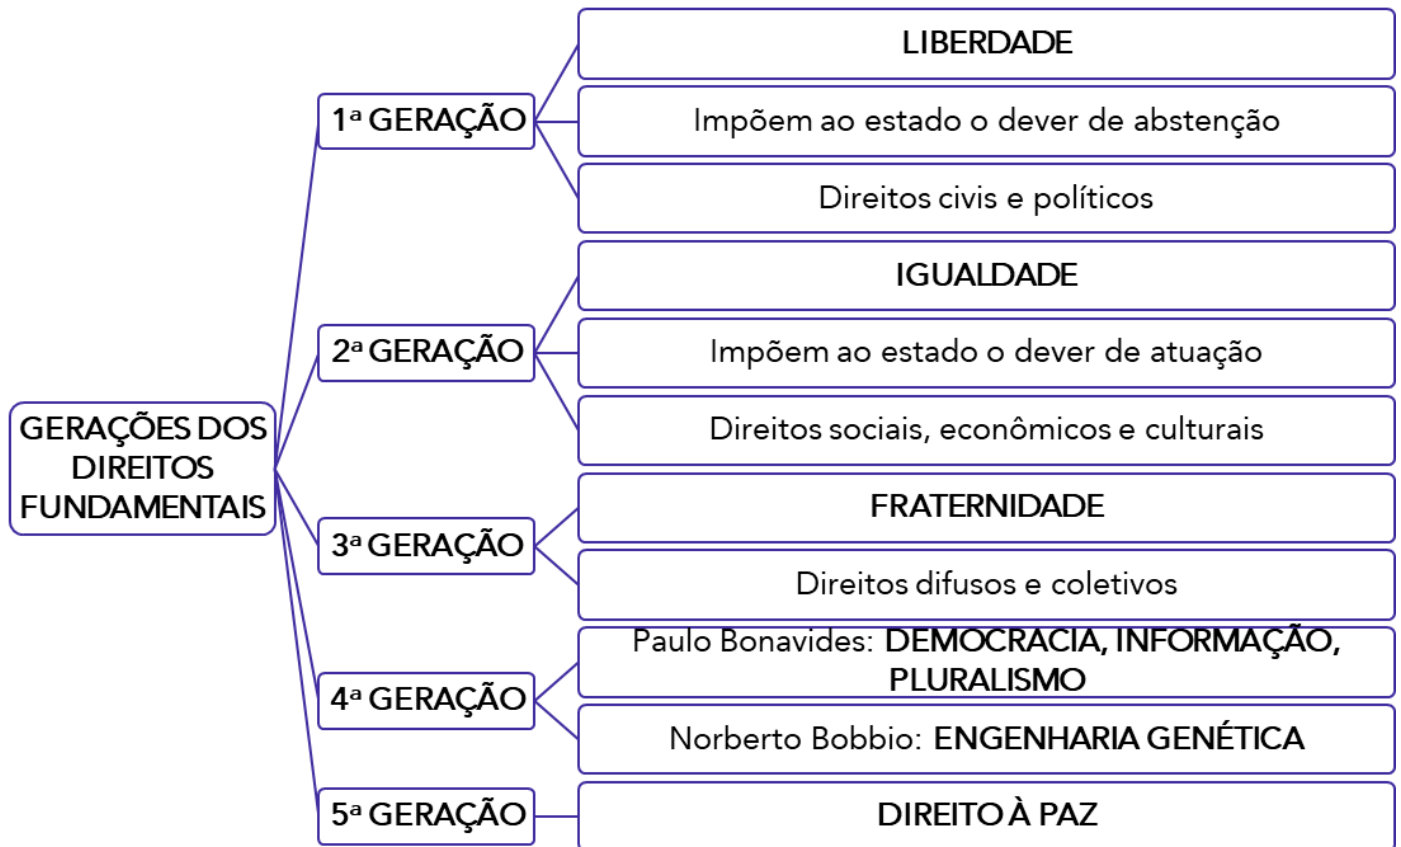 GERAÇÕES DOS
DIREITOS
FUNDAMENTAIS
1ª GERAÇÃO
LIBERDADE
Impõem ao estado o dever de abstenção
Direitos civis e políticos
2ª GERAÇÃO
IGUALDADE
Impõem ao estado o dever de atuação
Direitos sociais, econômicos e culturais
3ª GERAÇÃO
FRATERNIDADE
Direitos difusos e coletivos
4ª GERAÇÃO
Paulo Bonavides: DEMOCRACIA, INFORMAÇÃO,
PLURALISMO
Norberto Bobbio: ENGENHARIA GENÉTICA
5ª GERAÇÃO
DIREITO À PAZ